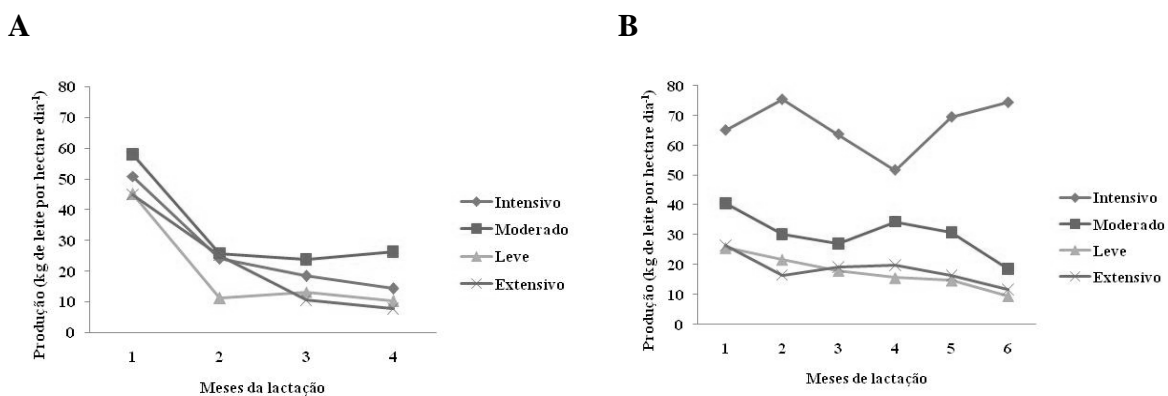 A
B
Produção (kg de leite por hectare dia-¹)
80
70
60
50
40
30
20
10
0
1 2 3 4
Meses da lactação
Intensivo
Moderado
Leve
Extensivo
Produção (kg de leite por hectare dia-¹)
80
70
60
50
40
30
20
10
0
1 2 3 4 5 6
Meses de lactação
Intensivo
Moderado
Leve
Extensivo